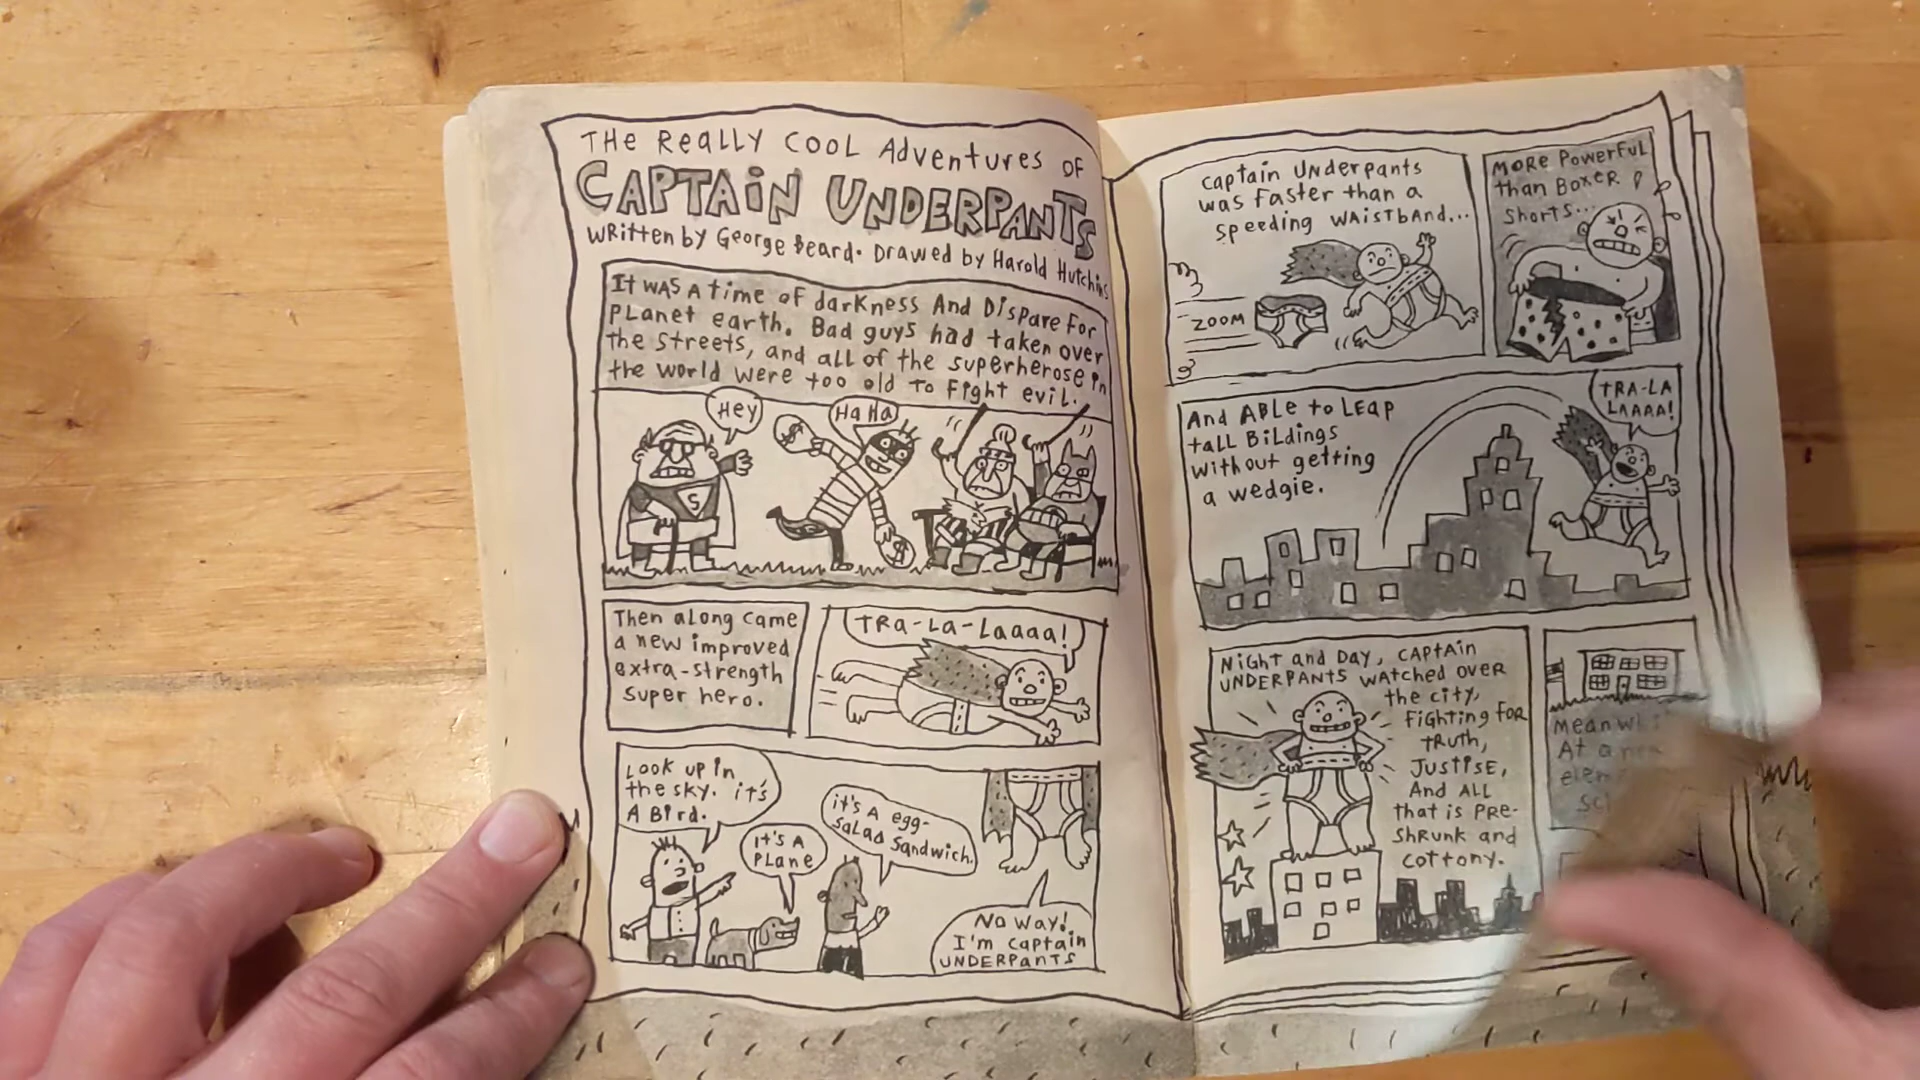 THE ReaLLy COOL AdVentures OF
CAPTAIN UNDERPANTS
WRitten by George Beard. Drawed by Harold Hutchins
It was a time of darkness And Dispare For
PLanet earth. Bad guys had taken over
the streets, and all of the superherose in
the world were too old to fight evil.
Hey
Ha Ha
S
$
$
Then along came
a new improved
extra-strength
super hero.
TRa-La-Laaaa!
Look up in
the sky. it's
A Bird.
It's A
PLane
it's A egg-
salad sandwich.
No way!
I'm captain
UNDERPANTS
Captain Underpants
was faster than a
speeding WAISTBAND...
ZOOM
MORE POWERFUL
than BOXER
Shorts...
And ABLe to LEAP
taLL BiLdings
without getting
a wedgie.
TRA-LA
LAAAA!
NIGHT and DAY, CAPTAIN
UNDERPANTS WATCHED OVER
the city,
Fighting FOR
TRUTH,
JUSTISE,
And ALL
that is PRE-
SHRUNK and
COTTONY.
At a